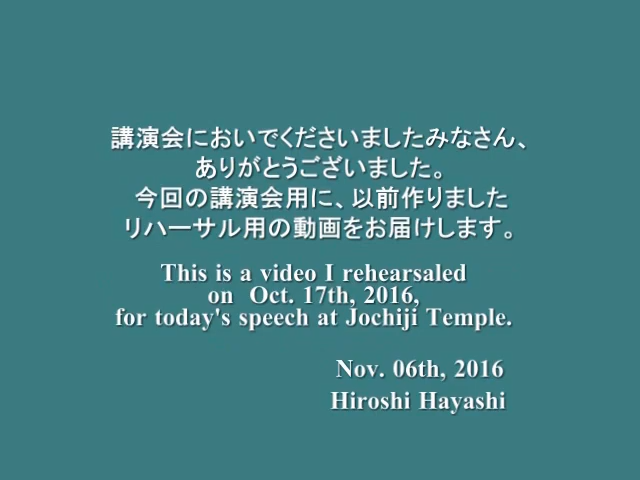 講演会においでくださいましたみなさん、
ありがとうございました。
今回の講演会用に、以前作りました
リハーサル用の動画をお届けします。
This is a video I rehearsaled
on Oct. 17th, 2016,
for today's speech at Jochiji Temple.
Nov. 06th, 2016
Hiroshi Hayashi